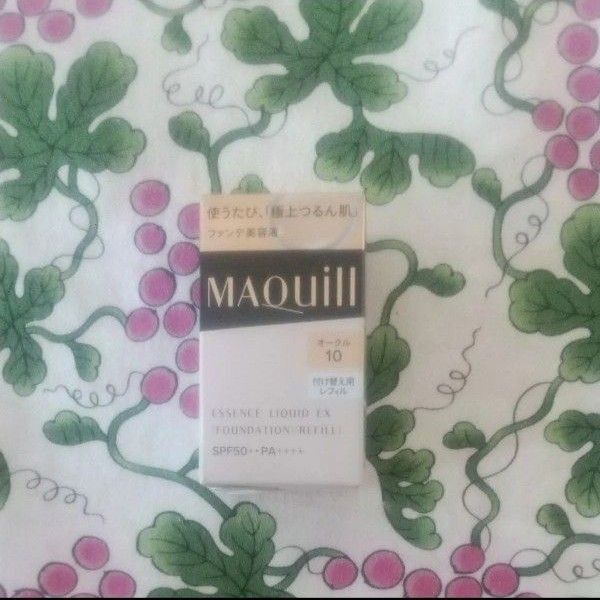 使うたび、「極上つるん肌」
ファンデ美容液
MAQuill
オークル
10
付け替え用
レフィル
ESSENCE LIQUID EX
(FOUNDATION)(REFILL)
SPF50+・PA++++